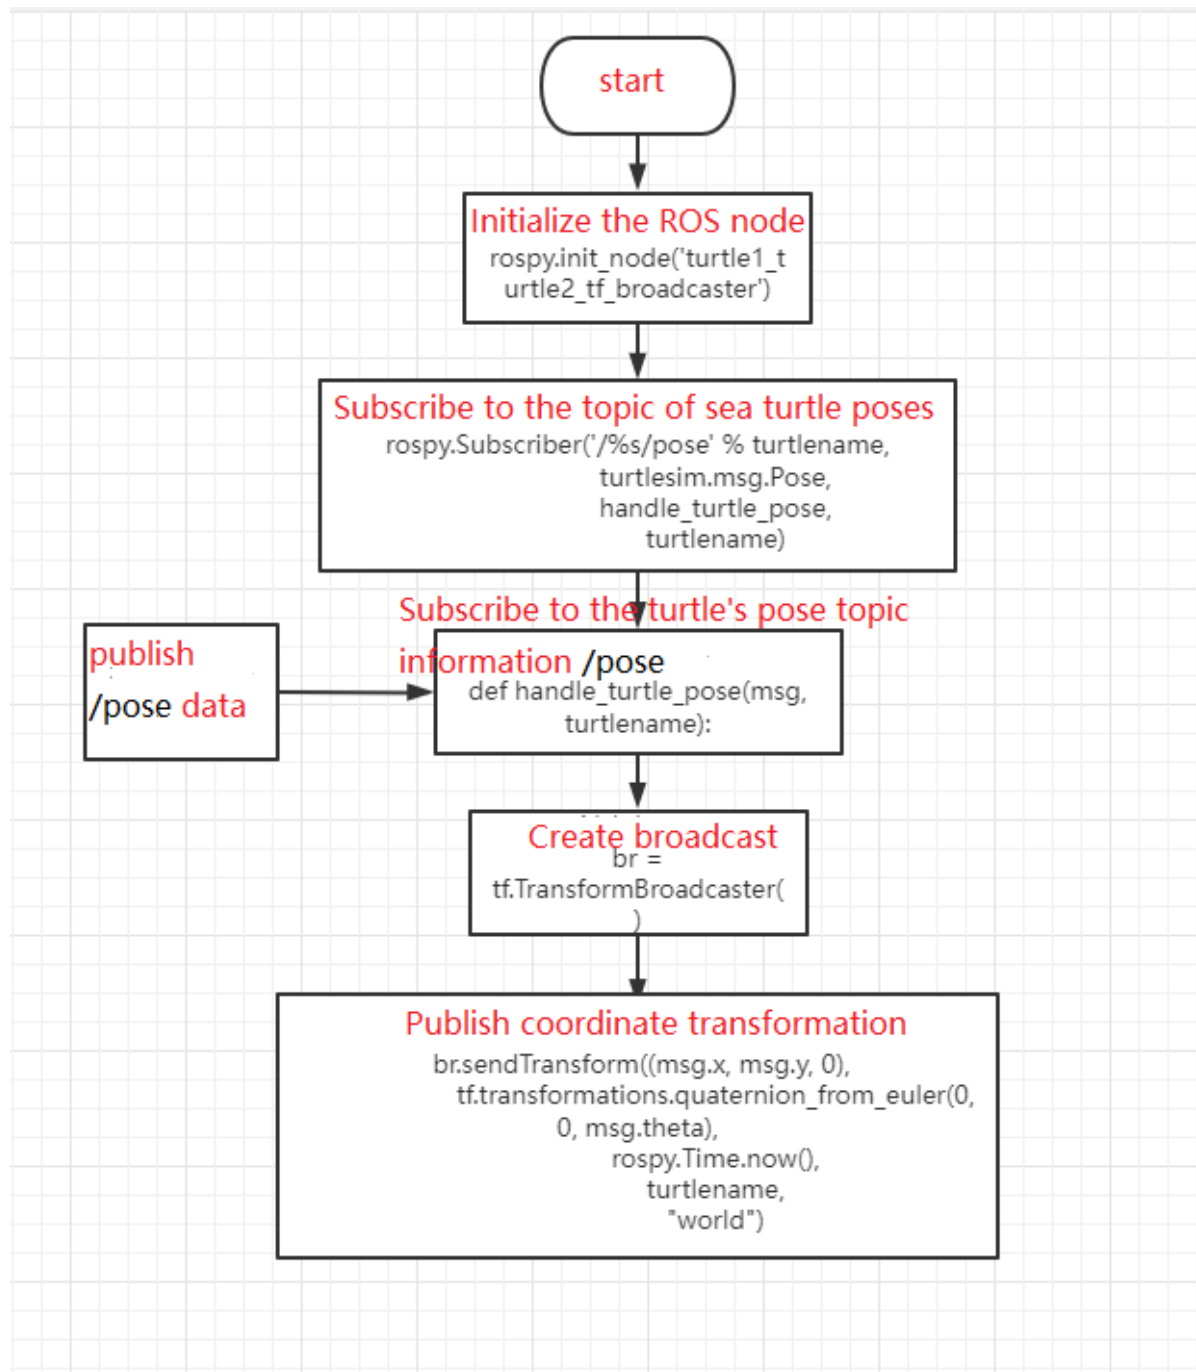 start
Initialize the ROS node
rospy.init_node('turtle1_t
urtle2_tf_broadcaster')
Subscribe to the topic of sea turtle poses
rospy.Subscriber('/%s/pose' % turtlename,
turtlesim.msg.Pose,
handle_turtle_pose,
turtlename)
Subscribe to the turtle's pose topic
information /pose
def handle_turtle_pose(msg,
turtlename):
publish
/pose data
Create broadcast
br =
tf.TransformBroadcaster(
)
Publish coordinate transformation
br.sendTransform((msg.x, msg.y, 0),
tf.transformations.quaternion_from_euler(0,
0, msg.theta),
rospy.Time.now(),
turtlename,
"world")